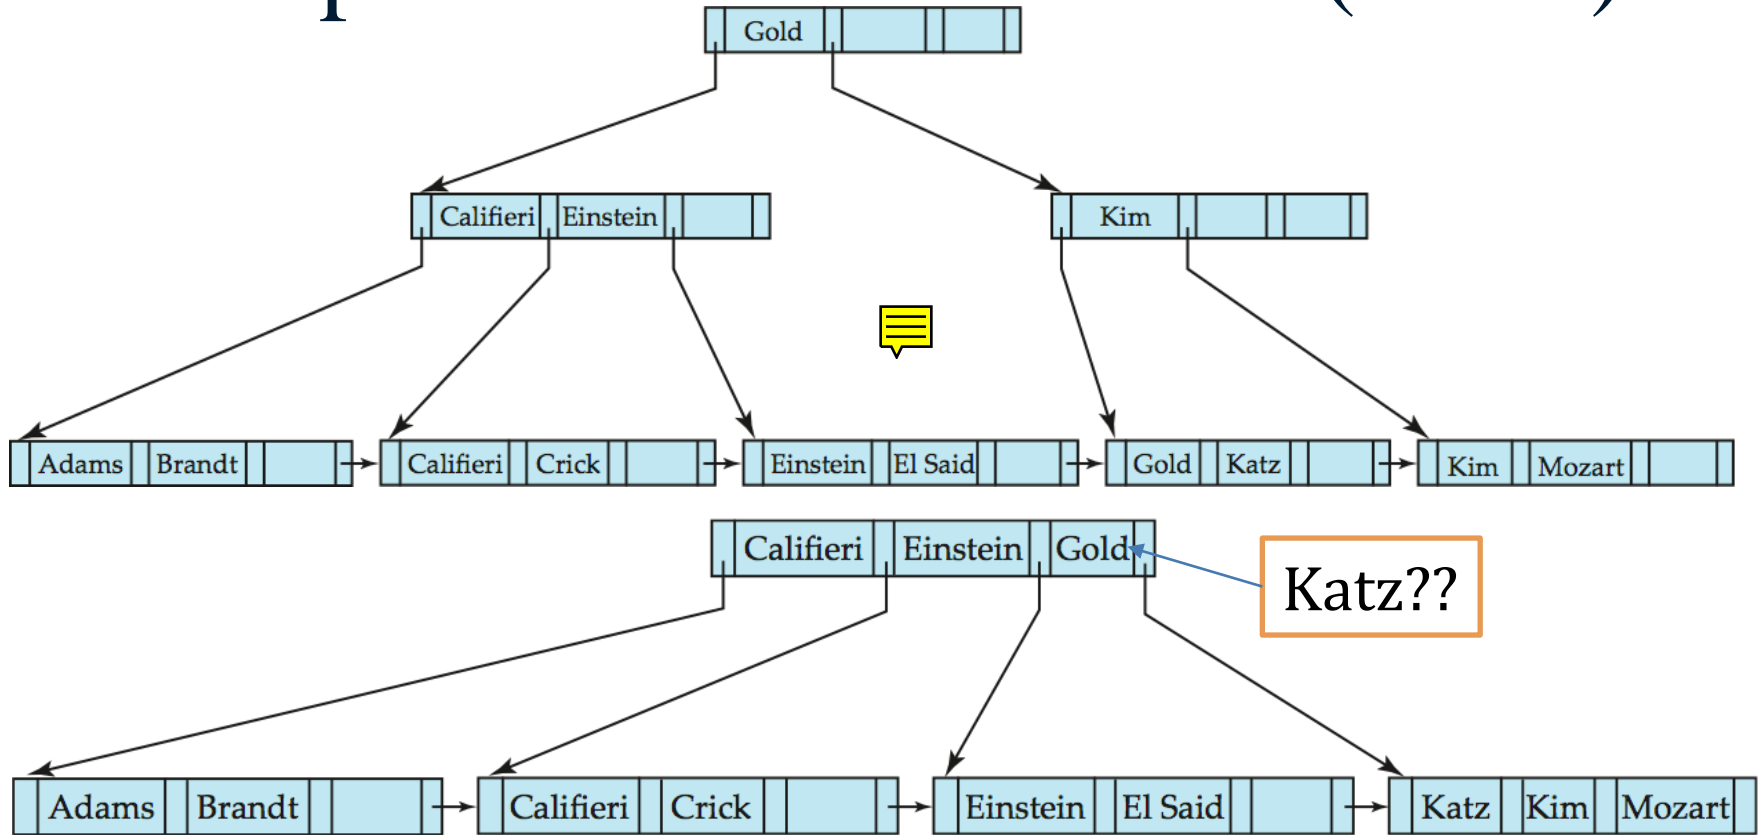 Gold
Califieri Einstein
Kim
Adams Brandt
Califieri Crick
Einstein El Said
Gold Katz
Kim Mozart
Califieri Einstein Gold
Katz??
Adams Brandt
Califieri Crick
Einstein El Said
Katz Kim Mozart